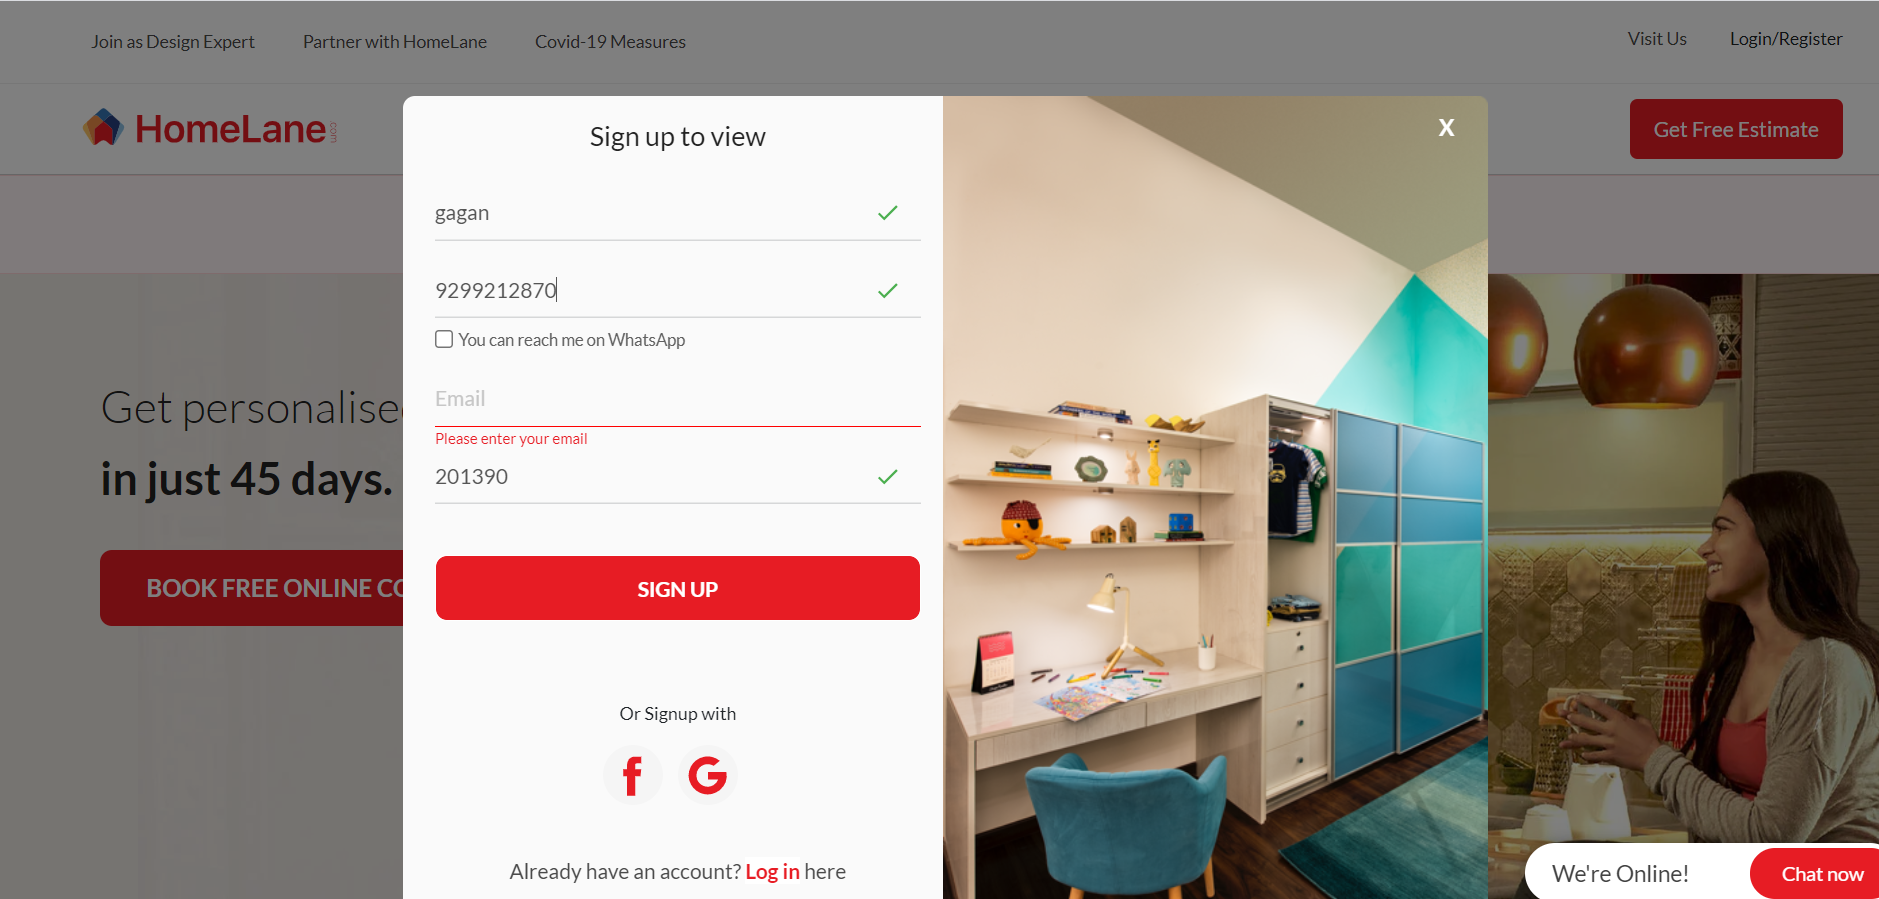 Join as Design Expert
Partner with HomeLane
Covid-19 Measures
Visit Us
Login/Register
HomeLane.com
Get Free Estimate
Sign up to view
X
gagan
9299212870
You can reach me on WhatsApp
Email
Please enter your email
201390
SIGN UP
Or Signup with
Already have an account? Log in here
Get personalise
in just 45 days.
BOOK FREE ONLINE CO
We're Online!
Chat now